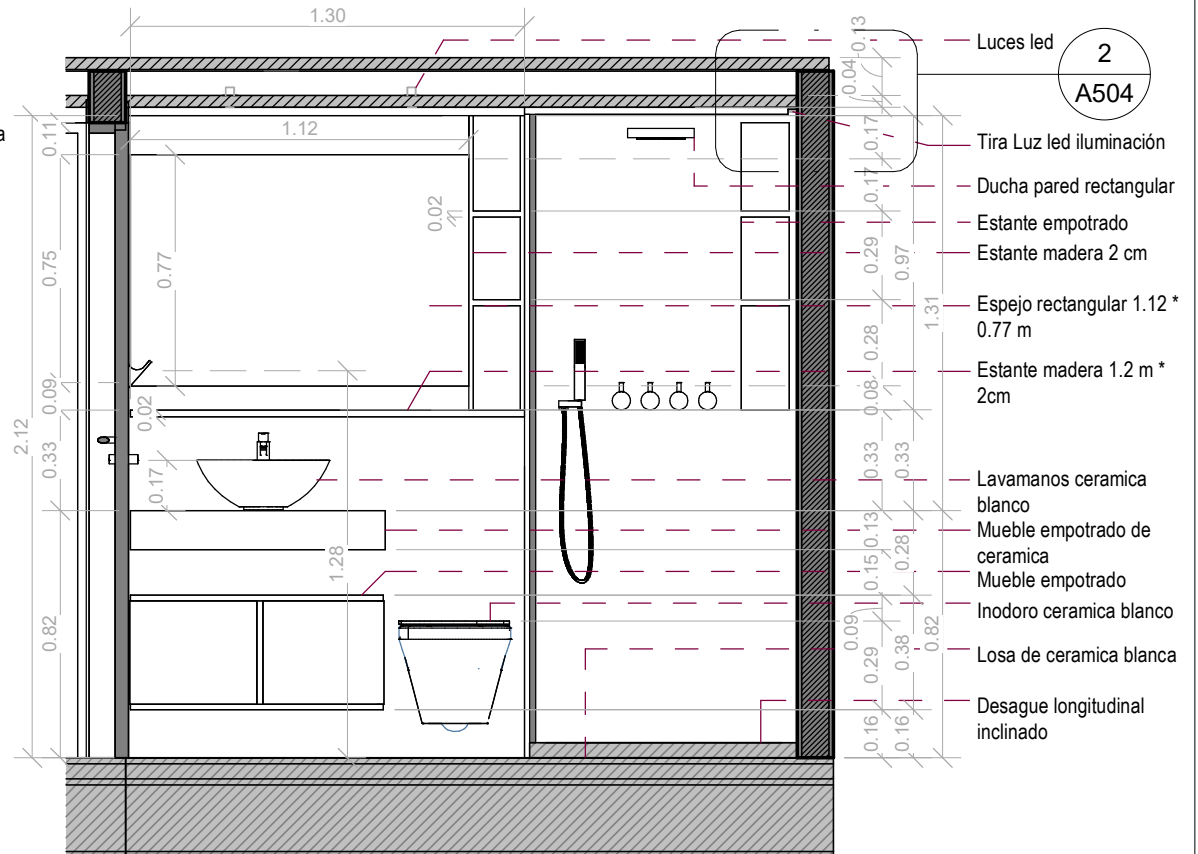 1.30
Luces led
2
A504
0.13
0.04
a
0.11
1.12
0.17
Tira Luz led iluminación
0.17
Ducha pared rectangular
0.02
Estante empotrado
0.75
0.77
0.29
0.97
Estante madera 2 cm
1.31
Espejo rectangular 1.12 *
0.77 m
0.28
Estante madera 1.2 m *
2cm
0.09
0.08
0.02
2.12
0.33
0.33
0.33
0.17
Lavamanos ceramica
blanco
0.13
Mueble empotrado de
ceramica
1.28
0.15
0.28
Mueble empotrado
Inodoro ceramica blanco
0.82
0.09
0.29
0.38
0.82
Losa de ceramica blanca
Desague longitudinal
inclinado
0.16
0.16